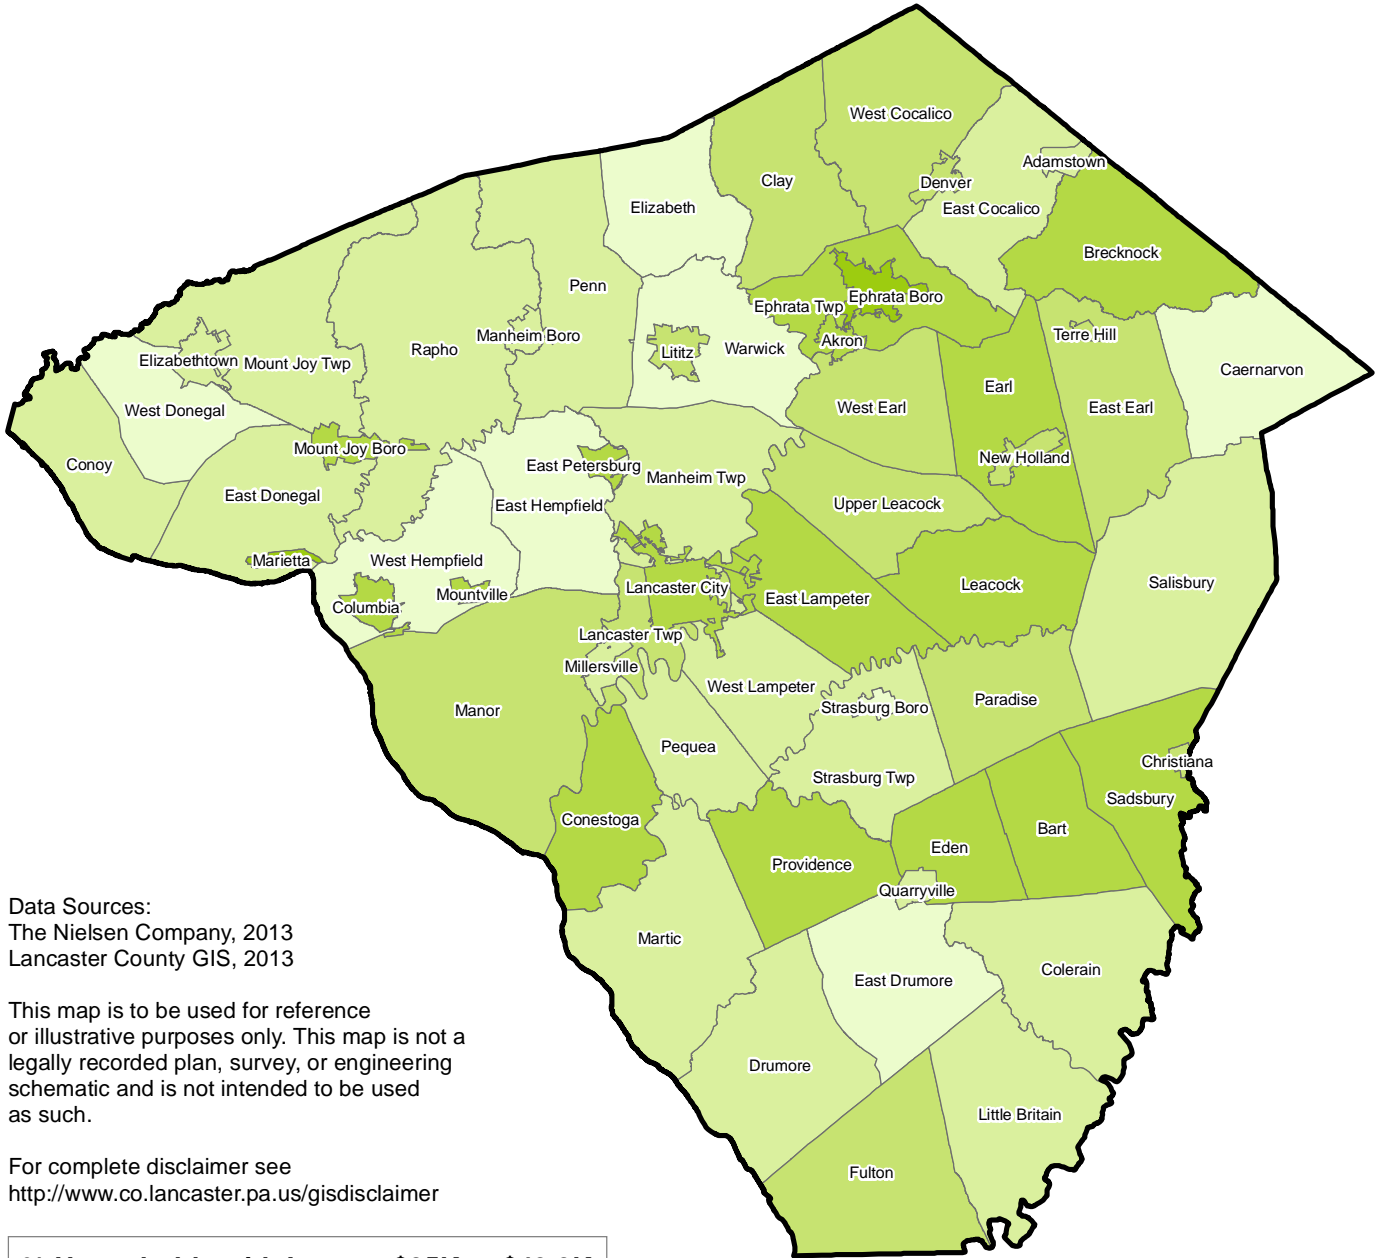 West Cocalico
Adamstown
Clay
Denver
Elizabeth
East Cocalico
Brecknock
Penn
Ephrata Boro
Ephrata Twp
Terre Hill
Manheim Boro
Akron
Rapho
Lititz
Warwick
Elizabethtown
Mount Joy Twp
Caernarvon
Earl
West Donegal
West Earl
East Earl
Mount Joy Boro
New Holland
Conoy
East Petersburg
Manheim Twp
East Donegal
East Hempfield
Upper Leacock
Marietta
West Hempfield
Salisbury
Leacock
Lancaster City
Mountville
East Lampeter
Columbia
Lancaster Twp
Millersville
West Lampeter
Paradise
Strasburg Boro
Manor
Pequea
Christiana
Strasburg Twp
Sadsbury
Conestoga
Bart
Eden
Providence
Quarryville
Martic
Colerain
East Drumore
Drumore
Little Britain
Fulton
Data Sources:
The Nielsen Company, 2013
Lancaster County GIS, 2013
This map is to be used for reference
or illustrative purposes only. This map is not a
legally recorded plan, survey, or engineering
schematic and is not intended to be used
as such.
For complete disclaimer see
http://www.co.lancaster.pa.us/gisdisclaimer